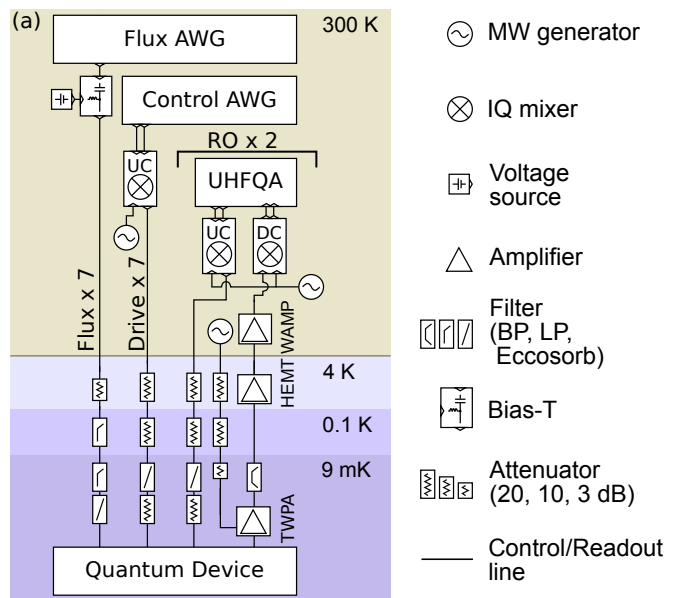 (a)
Flux AWG
300 K
Control AWG
RO x 2
UC
UHFQA
UC
DC
Flux x 7
Drive x 7
HEMT WAMP
4 K
0.1 K
9 mK
TWPA
Quantum Device
MW generator
IQ mixer
Voltage
source
Amplifier
Filter
(BP, LP,
Eccosorb)
Bias-T
Attenuator
(20, 10, 3 dB)
Control/Readout
line